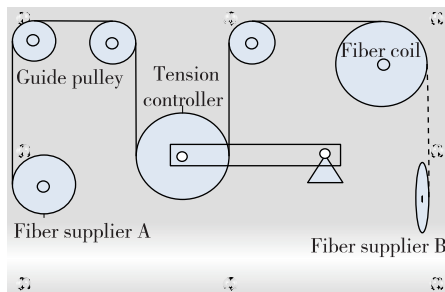 Fiber coil
Guide pulley
Tension
controller
Fiber supplier A
Fiber supplier B